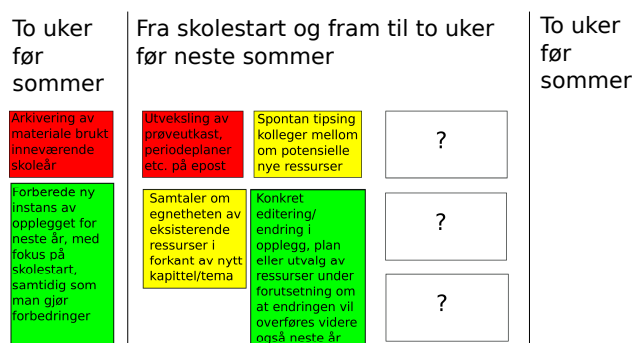 To uker
før
sommer
Fra skolestart og fram til to uker
før neste sommer
To uker
før
sommer
Arkivering av
materiale brukt
inneværende
skoleår
Forberede ny
instans av
opplegget for
neste år, med
fokus på
skolestart,
samtidig som
man gjør
forbedringer
Utveksling av
prøveutkast,
periodeplaner
etc. på epost
Spontan tipsing
kolleger mellom
om potensielle
nye ressurser
?
Samtaler om
egnetheten av
eksisterende
ressurser i
forkant av nytt
kapittel/tema
Konkret
editering/
endring i
opplegg, plan
eller utvalg av
ressurser under
forutsetning om
at endringen vil
overføres videre
også neste år
?
?